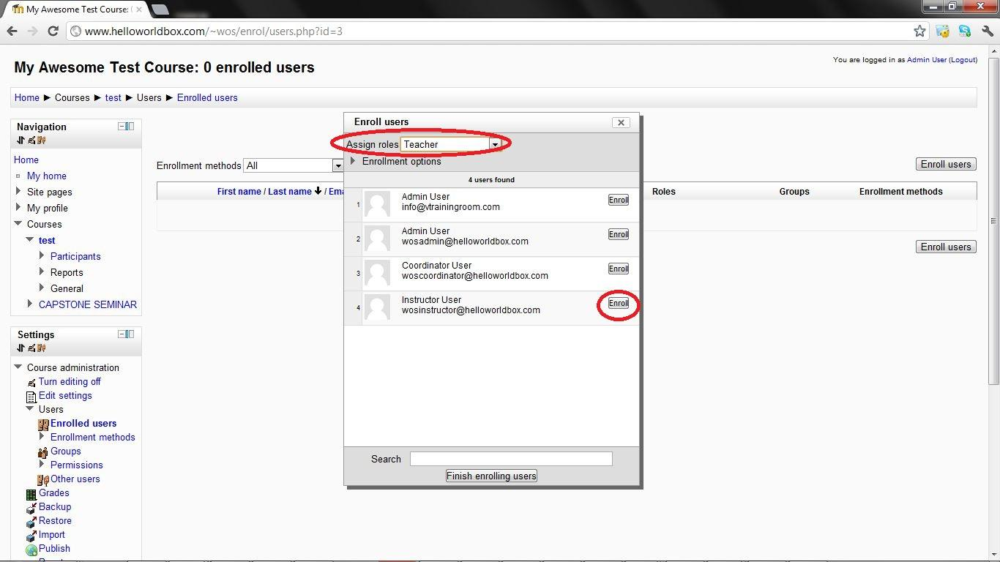 My Awesome Test Course: (
www.helloworldbox.com/~wos/enrol/users.php?id=3
My Awesome Test Course: 0 enrolled users
You are logged in as Admin User (Logout)
Home ► Courses ► test ► Users ► Enrolled users
Navigation
Home
My home
Site pages
My profile
Courses
test
Participants
Reports
General
CAPSTONE SEMINAR
Settings
Course administration
Turn editing off
Edit settings
Users
Enrolled users
Enrollment methods
Groups
Permissions
Other users
Grades
Backup
Restore
Import
Publish
Enrollment methods All
Enroll users
First name / Last name / Ema
Roles Groups Enrollment methods
Enroll users
Enroll users
Assign roles Teacher
Enrollment options
4 users found
1 Admin User Enroll
info@vtrainingroom.com
2 Admin User Enroll
wosadmin@helloworldbox.com
3 Coordinator User Enroll
woscoordinator@helloworldbox.com
4 Instructor User Enroll
wosinstructor@helloworldbox.com
Search
Finish enrolling users